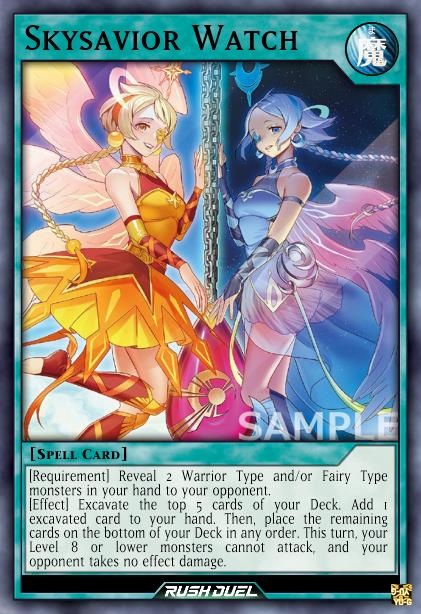 Skysavior Watch
ま
魔
SAMPLE
[Spell Card]
[Requirement] Reveal 2 Warrior Type and/or Fairy Type
monsters in your hand to your opponent.
[Effect] Excavate the top 5 cards of your Deck. Add 1
excavated card to your hand. Then, place the remaining
cards on the bottom of your Deck in any order. This turn, your
Level 8 or lower monsters cannot attack, and your
opponent takes no effect damage.
RUSH DUEL